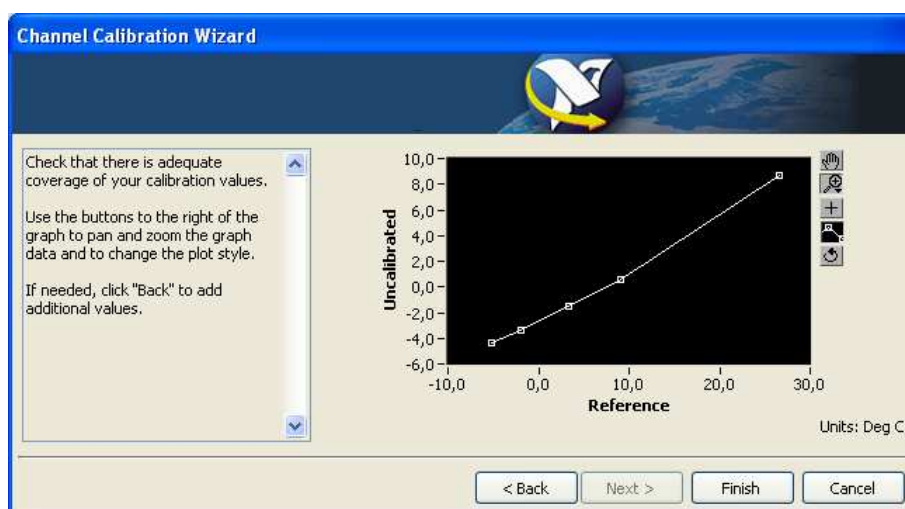 Channel Calibration Wizard
Check that there is adequate
coverage of your calibration values.
Use the buttons to the right of the
graph to pan and zoom the graph
data and to change the plot style.
If needed, click "Back" to add
additional values.
Uncalibrated
10,0
8,0
6,0
4,0
2,0
0,0
-2,0
-4,0
-6,0
-10,0 0,0 10,0 20,0 30,0
Reference
Units: Deg C
< Back Next > Finish Cancel